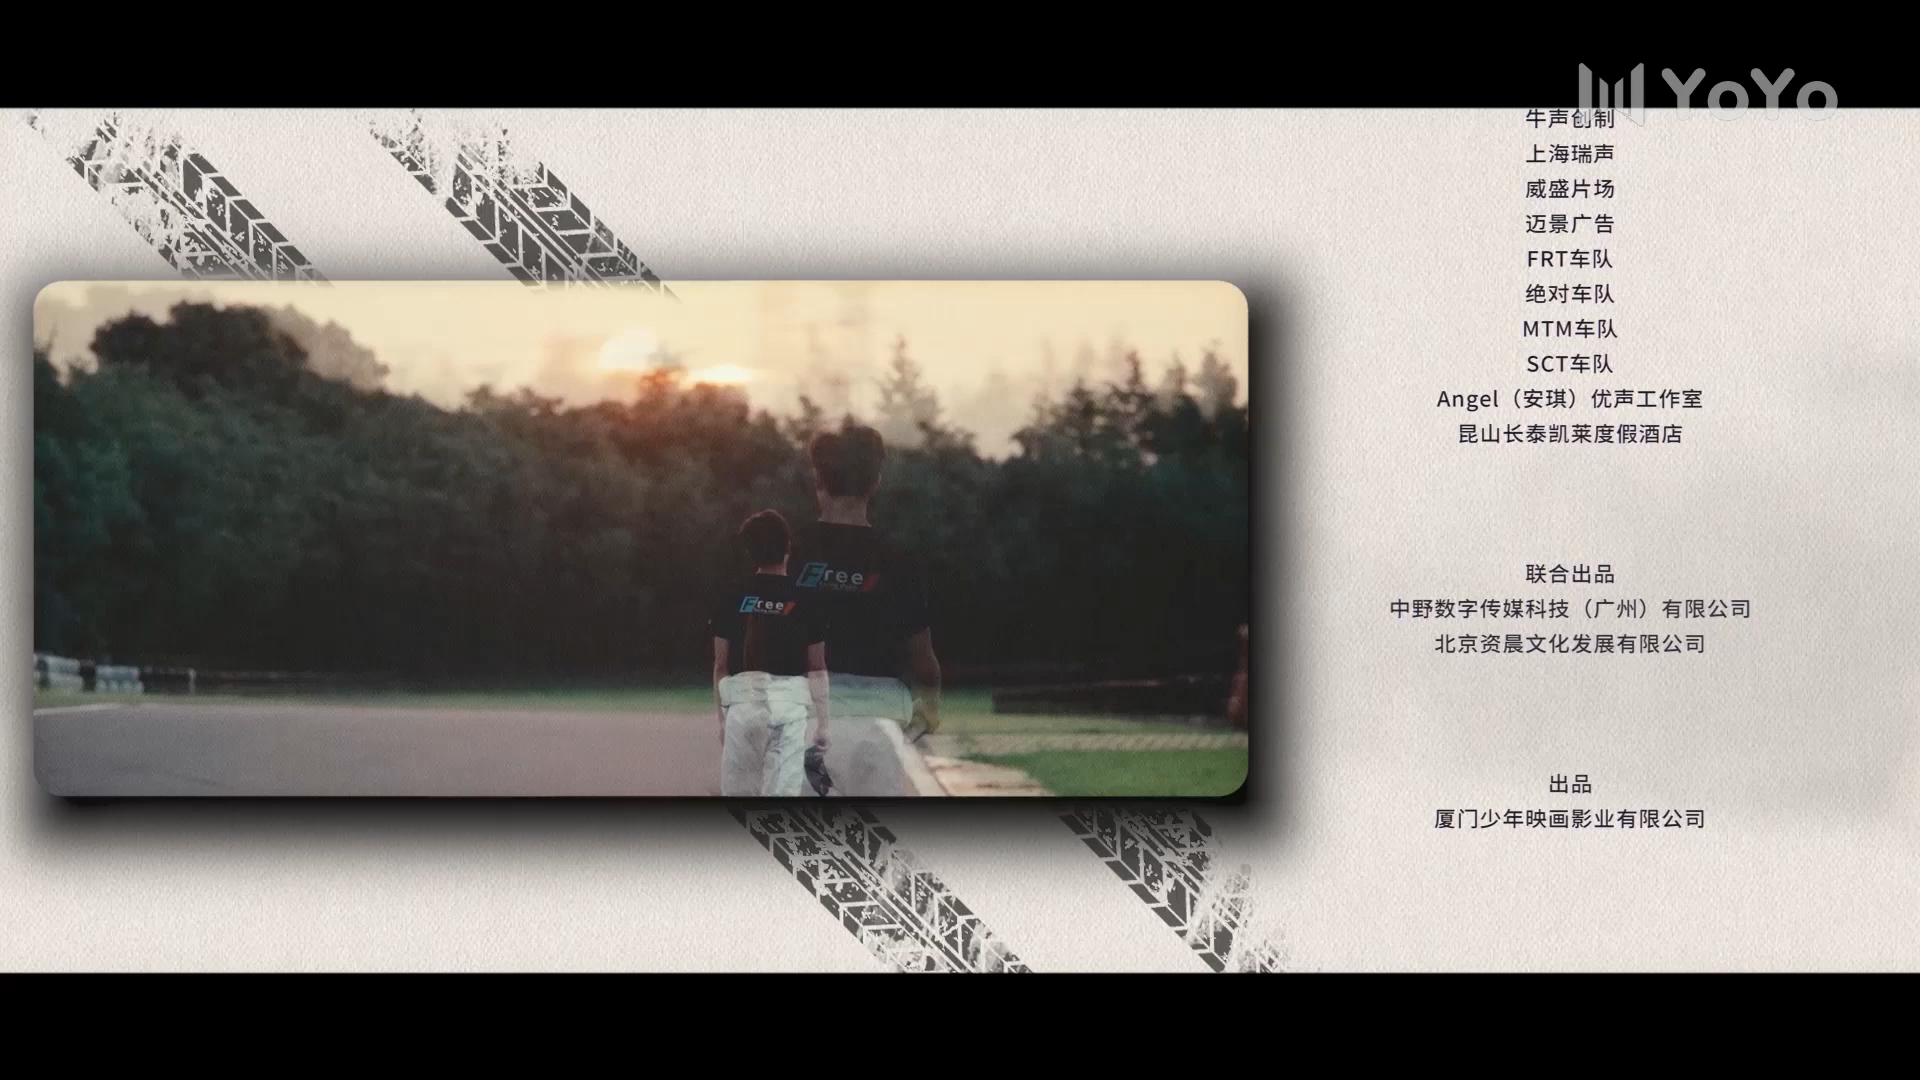 YoYo
牛声创制
上海瑞声
威盛片场
迈景广告
FRT车队
绝对车队
MTM车队
SCT车队
Angel（安琪）优声工作室
昆山长泰凯莱度假酒店
Free
Free
联合出品
中野数字传媒科技（广州）有限公司
北京资晨文化发展有限公司
出品
厦门少年映画影业有限公司